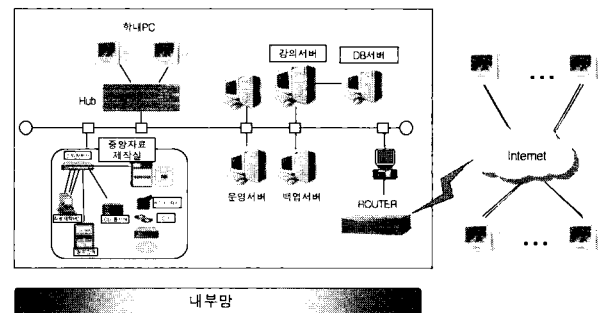 학내PC
강의서버
DB서버
Hub
중앙자료
제작실
Internet
운영서버
백업서버
ROUTER
내부망